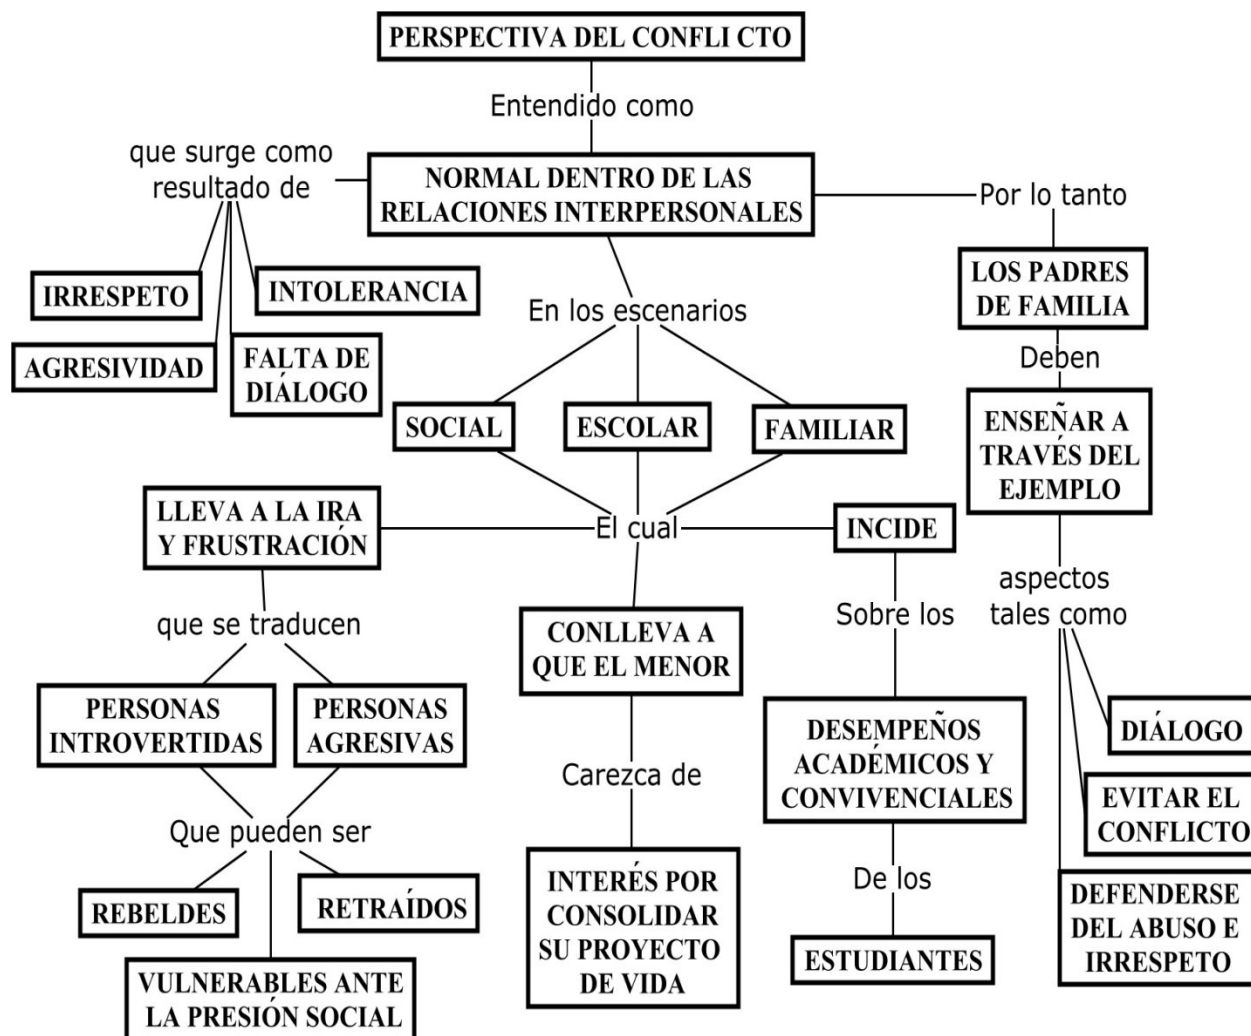 PERSPECTIVA DEL CONFLI CTO
Entendido como
NORMAL DENTRO DE LAS
RELACIONES INTERPERSONALES
que surge como
resultado de
IRRESPETO
INTOLERANCIA
AGRESIVIDAD
FALTA DE
DIÁLOGO
En los escenarios
SOCIAL
ESCOLAR
FAMILIAR
El cual
LLEVA A LA IRA
Y FRUSTRACIÓN
que se traducen
PERSONAS
INTROVERTIDAS
PERSONAS
AGRESIVAS
Que pueden ser
REBELDES
RETRAÍDOS
VULNERABLES ANTE
LA PRESIÓN SOCIAL
CONLLEVA A
QUE EL MENOR
Carezca de
INTERÉS POR
CONSOLIDAR
SU PROYECTO
DE VIDA
INCIDE
Sobre los
DESEMPEÑOS
ACADÉMICOS Y
CONVIVENCIALES
De los
ESTUDIANTES
Por lo tanto
LOS PADRES
DE FAMILIA
Deben
ENSEÑAR A
TRAVÉS DEL
EJEMPLO
aspectos
tales como
DIÁLOGO
EVITAR EL
CONFLICTO
DEFENDERSE
DEL ABUSO E
IRRESPETO